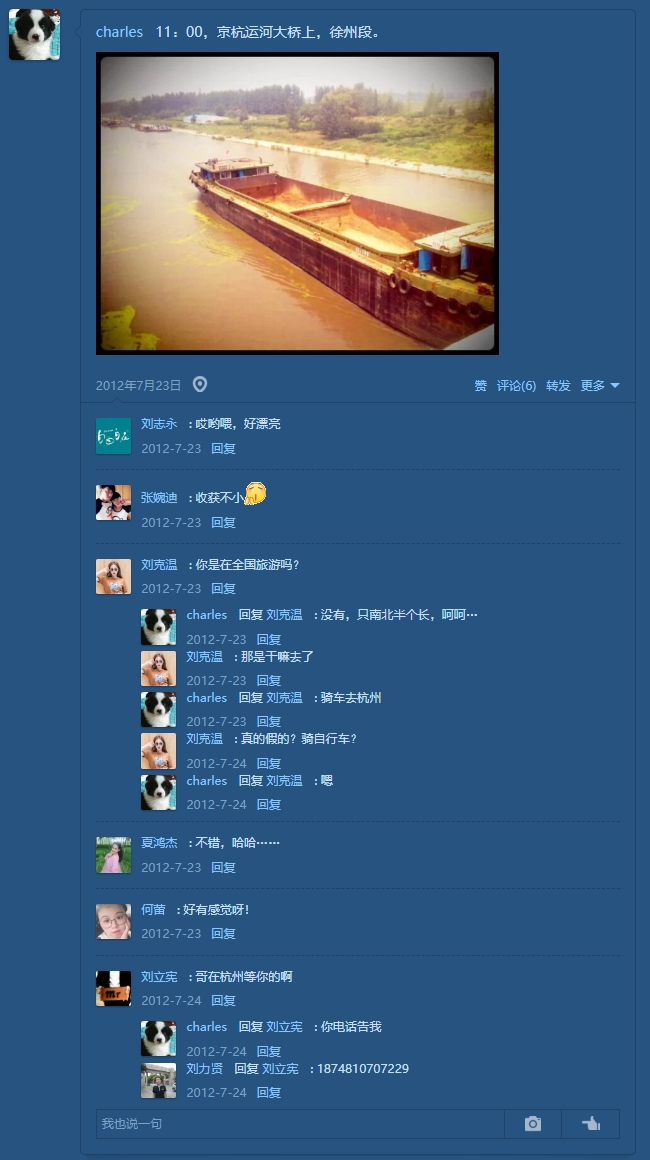 charles 11：00，京杭运河大桥上，徐州段。
2012年7月23日 赞 评论(6) 转发 更多
刘志永 ：哎哟喂，好漂亮
2012-7-23 回复
张婉迪 ：收获不小
2012-7-23 回复
刘克温 ：你是在全国旅游吗？
2012-7-23 回复
charles 回复 刘克温 ：没有，只南北半个长，呵呵…
2012-7-23 回复
刘克温 ：那是干嘛去了
2012-7-23 回复
charles 回复 刘克温 ：骑车去杭州
2012-7-23 回复
刘克温 ：真的假的？骑自行车？
2012-7-24 回复
charles 回复 刘克温 ：嗯
2012-7-24 回复
夏鸿杰 ：不错，哈哈……
2012-7-23 回复
何苗 ：好有感觉呀！
2012-7-23 回复
刘立宪 ：哥在杭州等你的啊
2012-7-24 回复
charles 回复 刘立宪 ：你电话告我
2012-7-24 回复
刘力贤 回复 刘立宪 ：1874810707229
2012-7-24 回复
我也说一句